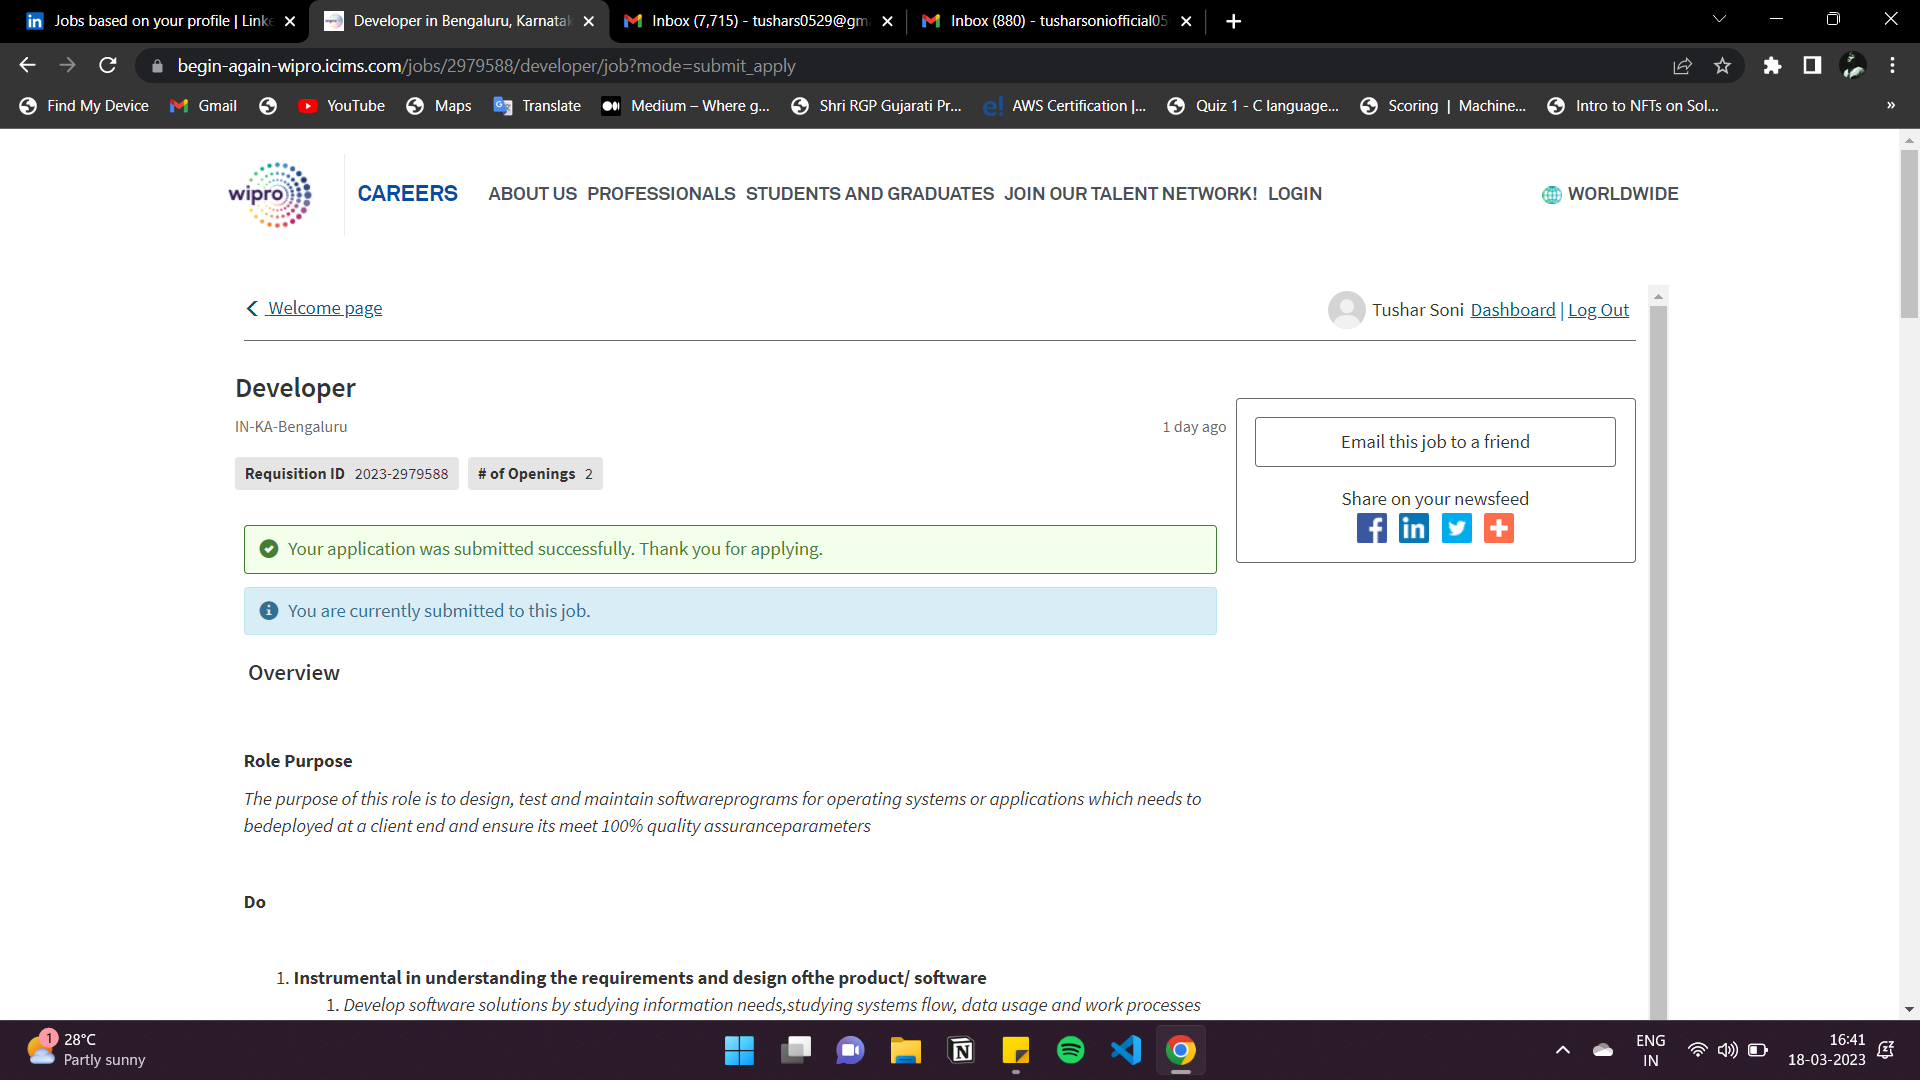 Jobs based on your profile | Linke
Developer in Bengaluru, Karnatak
Inbox (7,715) - tushars0529@gm
Inbox (880) - tusharsoniofficial05
begin-again-wipro.icims.com/jobs/2979588/developer/job?mode=submit_apply
Find My Device
Gmail
YouTube
Maps
Translate
Medium – Where g...
Shri RGP Gujarati Pr...
e! AWS Certification |...
Quiz 1 - C language...
Scoring | Machine...
Intro to NFTs on Sol...
»
wipro
CAREERS
ABOUT US PROFESSIONALS STUDENTS AND GRADUATES JOIN OUR TALENT NETWORK! LOGIN
WORLDWIDE
Welcome page
Tushar Soni Dashboard | Log Out
Developer
IN-KA-Bengaluru
1 day ago
Requisition ID 2023-2979588
# of Openings 2
Email this job to a friend
Share on your newsfeed
Your application was submitted successfully. Thank you for applying.
You are currently submitted to this job.
Overview
Role Purpose
The purpose of this role is to design, test and maintain softwareprograms for operating systems or applications which needs to
bedeployed at a client end and ensure its meet 100% quality assuranceparameters
Do
1. Instrumental in understanding the requirements and design ofthe product/ software
1. Develop software solutions by studying information needs,studying systems flow, data usage and work processes
1
28°C
Partly sunny
ENG
IN
16:41
18-03-2023